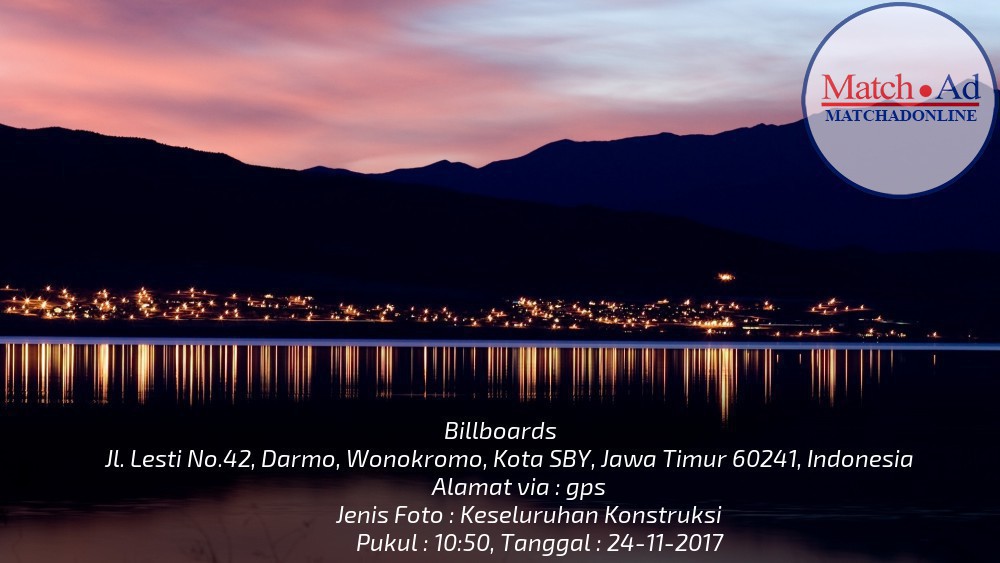 Match • Ad
MATCHADONLINE
Billboards
Jl. Lesti No.42, Darmo, Wonokromo, Kota SBY, Jawa Timur 60241, Indonesia
Alamat via : gps
Jenis Foto : Keseluruhan Konstruksi
Pukul : 10:50, Tanggal : 24-11-2017